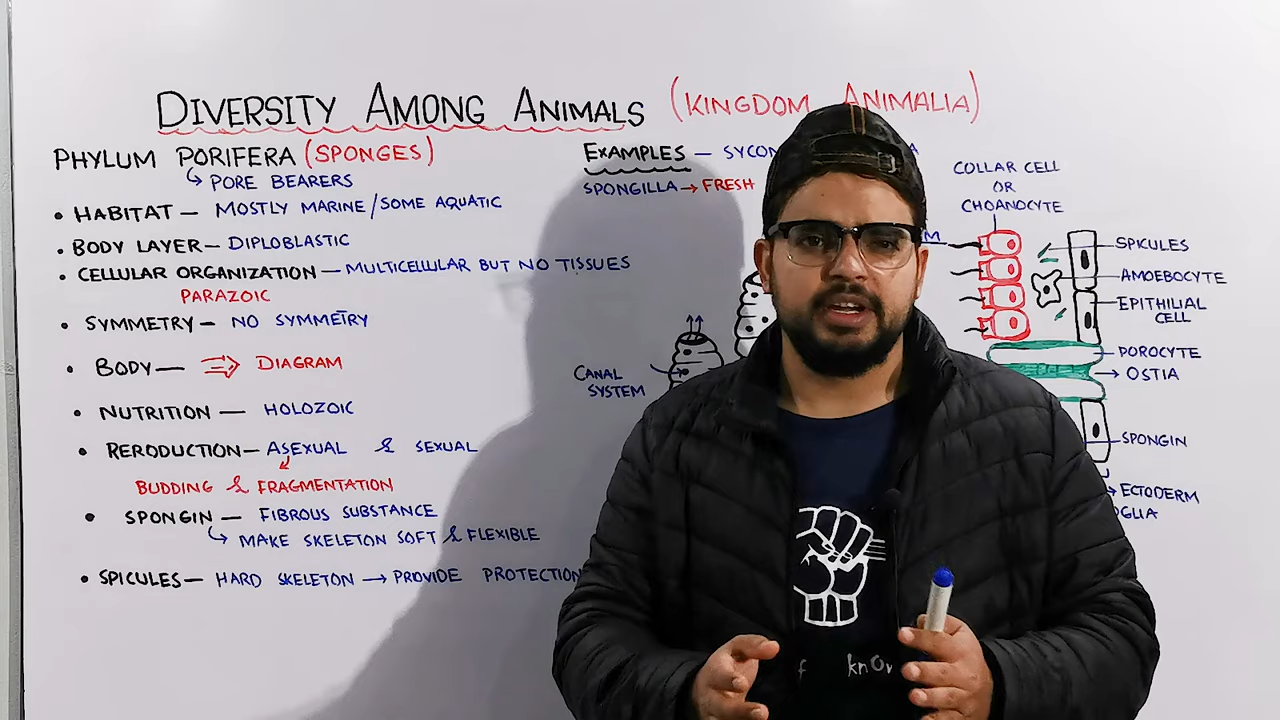 DIVERSITY AMONG ANIMALS (KINGDOM ANIMALIA)
PHYLUM PORIFERA (SPONGES)
↳ PORE BEARERS
• HABITAT — MOSTLY MARINE/SOME AQUATIC
• BODY LAYER — DIPLOBLASTIC
• CELLULAR ORGANIZATION — MULTICELLULAR BUT NO TISSUES
PARAZOIC
• SYMMETRY — NO SYMMETRY
• BODY — ⇒ DIAGRAM
• NUTRITION — HOLOZOIC
• RERODUCTION — ASEXUAL & SEXUAL
BUDDING & FRAGMENTATION
• SPONGIN — FIBROUS SUBSTANCE
↳ MAKE SKELETON SOFT & FLEXIBLE
• SPICULES — HARD SKELETON → PROVIDE PROTECTION
EXAMPLES — SYCON
SPONGILLA → FRESH
CANAL
SYSTEM
COLLAR CELL
OR
CHOANOCYTE
SPICULES
AMOEBOCYTE
EPITHILIAL
CELL
POROCYTE
→ OSTIA
SPONGIN
ECTODERM
f know